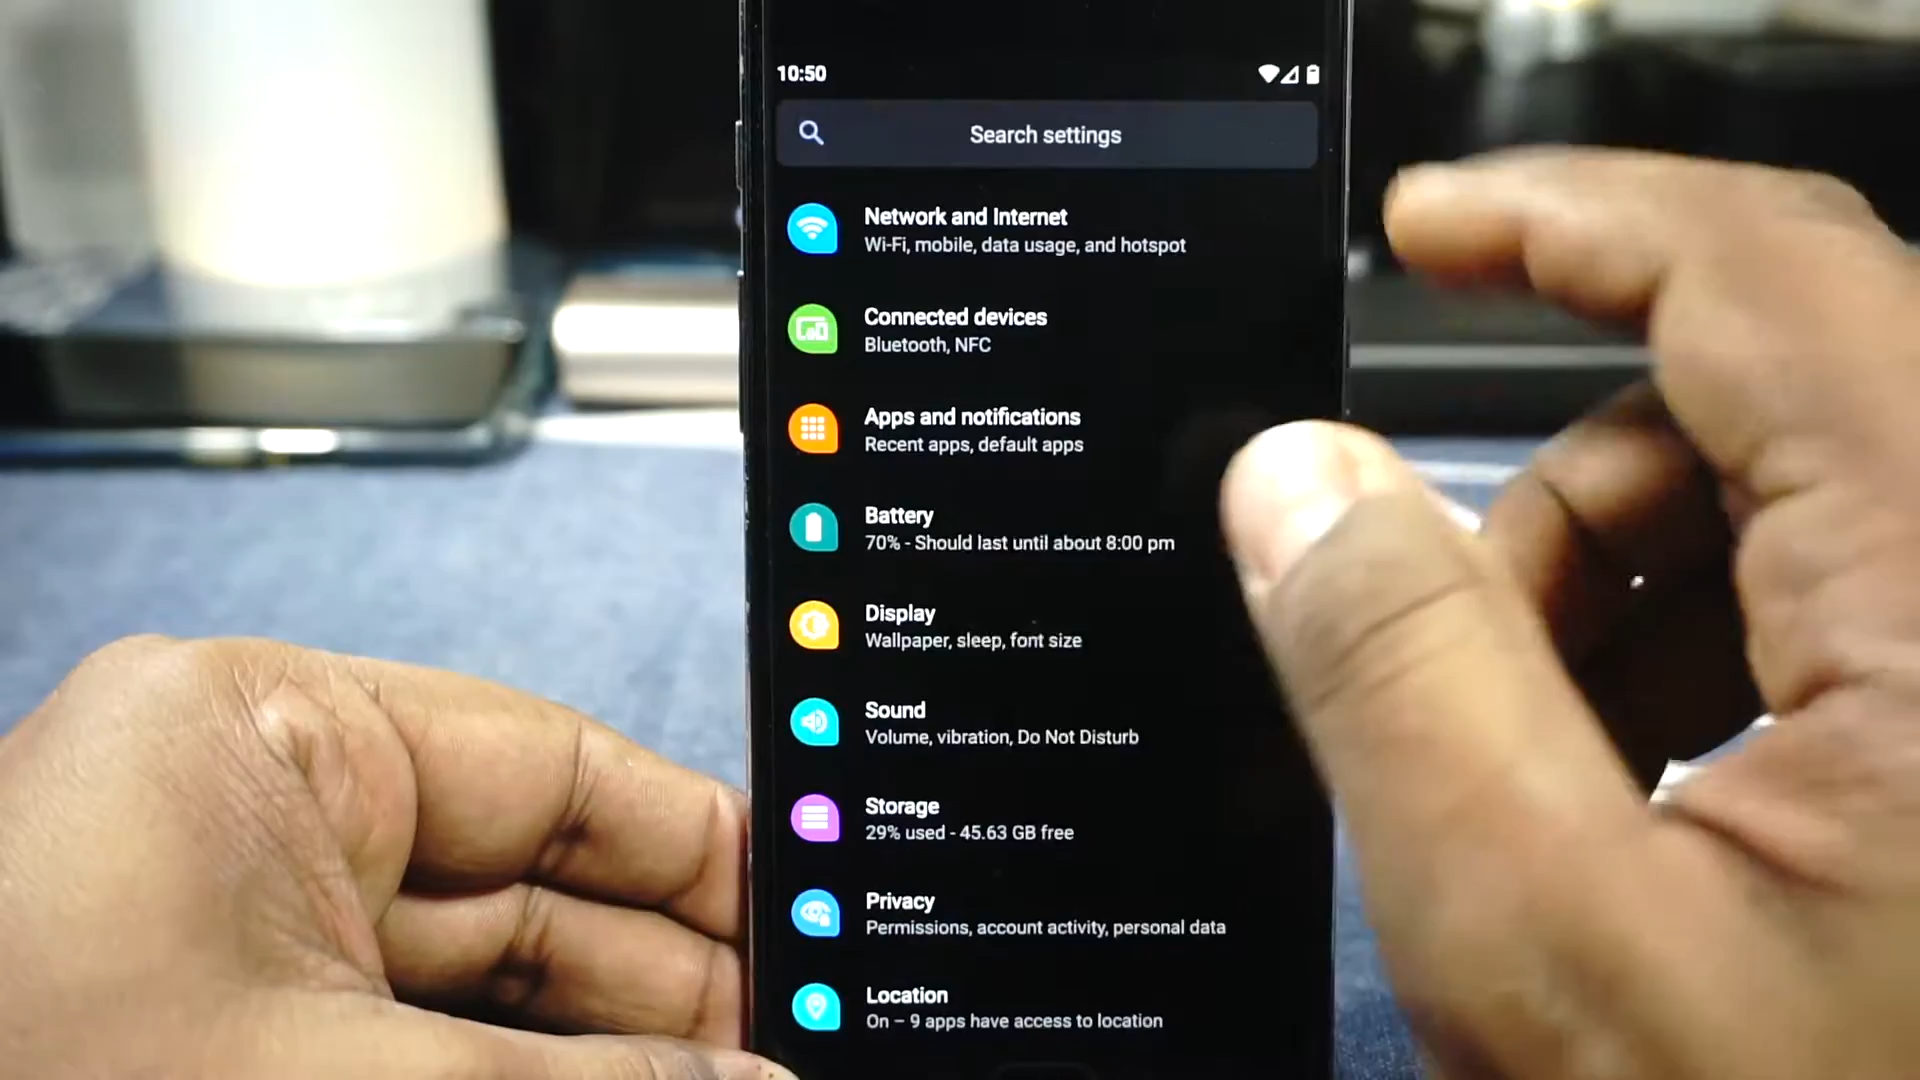 10:50
Search settings
Network and Internet
Wi-Fi, mobile, data usage, and hotspot
Connected devices
Bluetooth, NFC
Apps and notifications
Recent apps, default apps
Battery
70% - Should last until about 8:00 pm
Display
Wallpaper, sleep, font size
Sound
Volume, vibration, Do Not Disturb
Storage
29% used - 45.63 GB free
Privacy
Permissions, account activity, personal data
Location
On – 9 apps have access to location